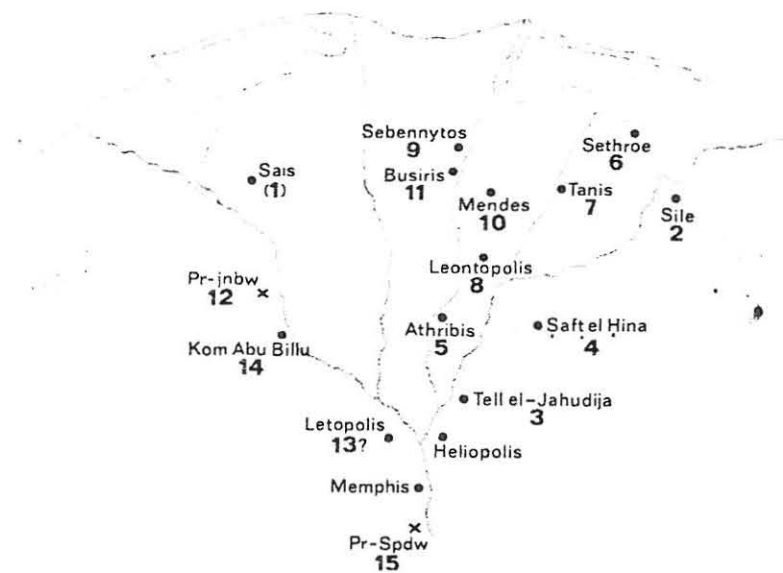 Sebennytos
9
Sethroe
6
Sais
(1)
Busiris
11
Mendes
10
Tanis
7
Sile
2
Leontopolis
8
Pr-jnbw
12
Athribis
5
Saft el Hina
4
Kom Abu Billu
14
Tell el-Jahudija
3
Letopolis
13?
Heliopolis
Memphis
Pr-Spdw
15